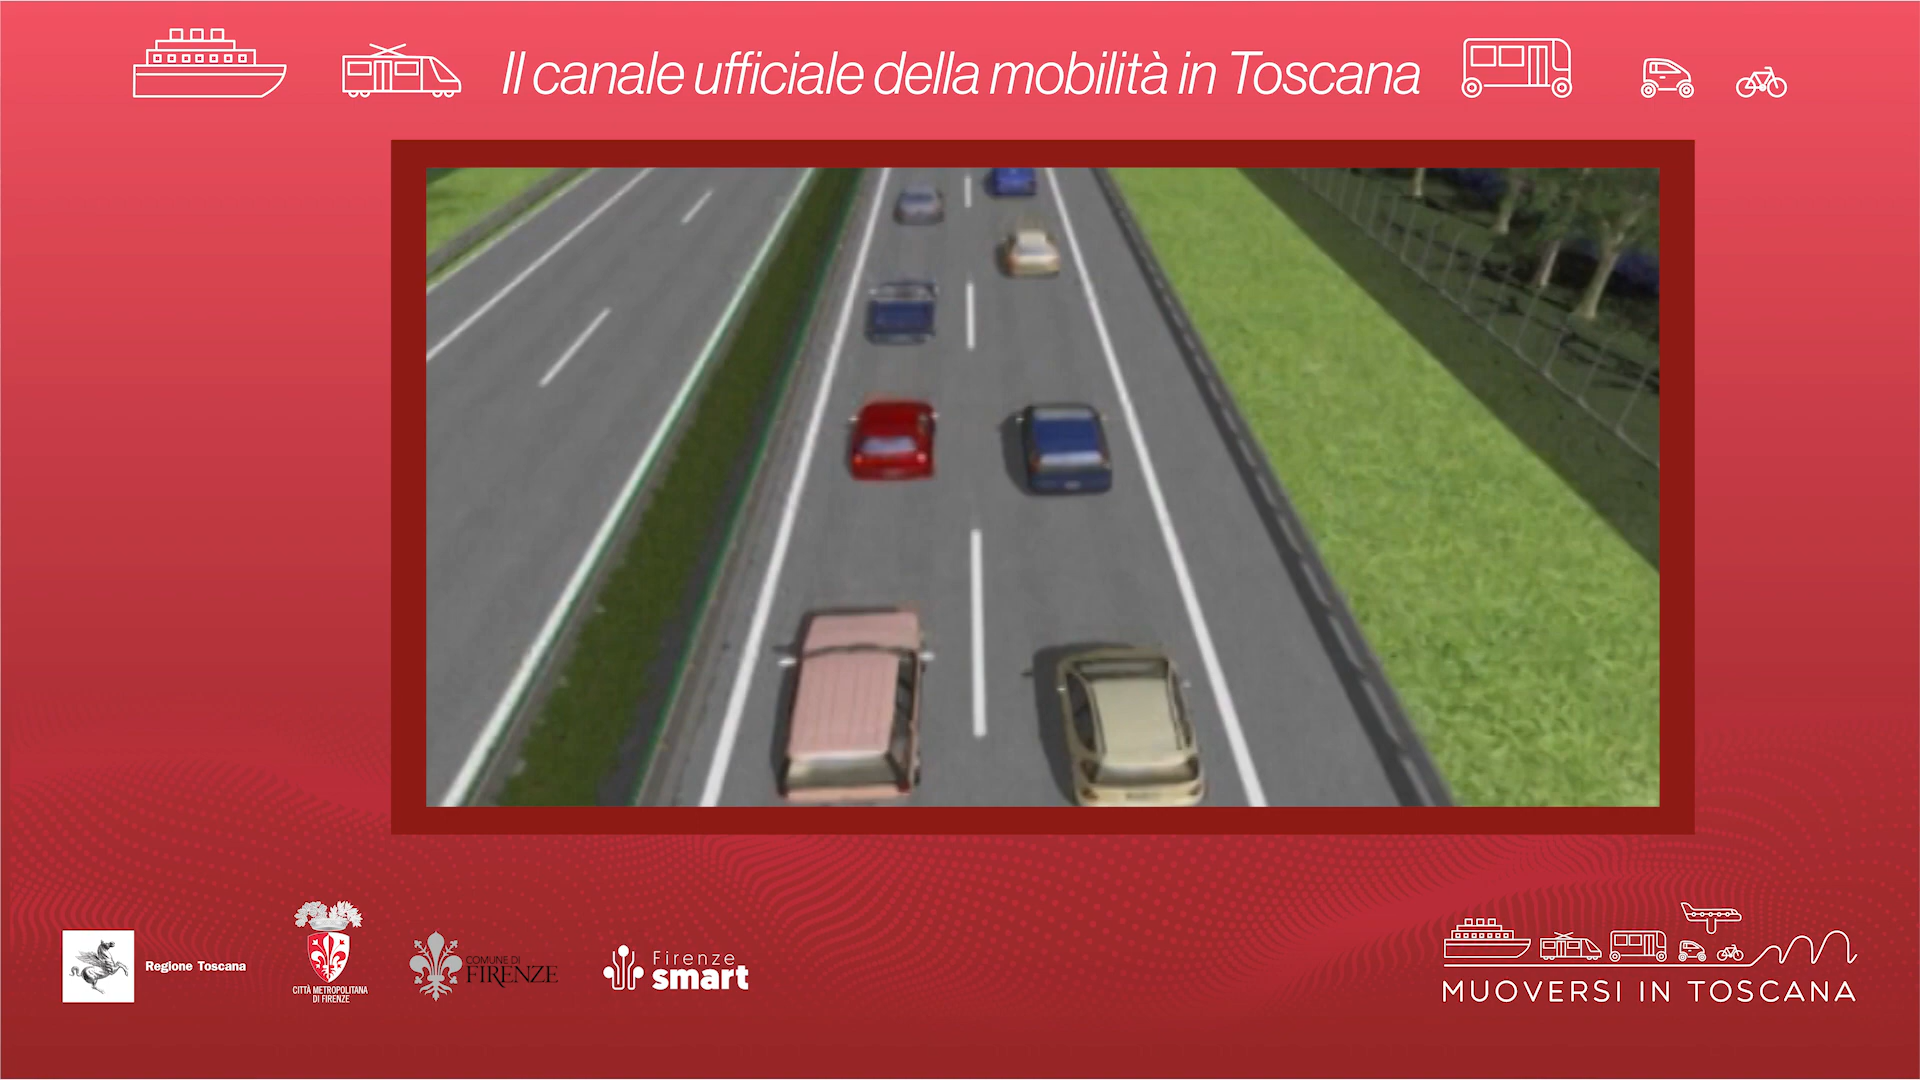 Il canale ufficiale della mobilità in Toscana
Regione Toscana
CITTÀ METROPOLITANA
DI FIRENZE
COMUNE DI
FIRENZE
Firenze
smart
MUOVERSI IN TOSCANA